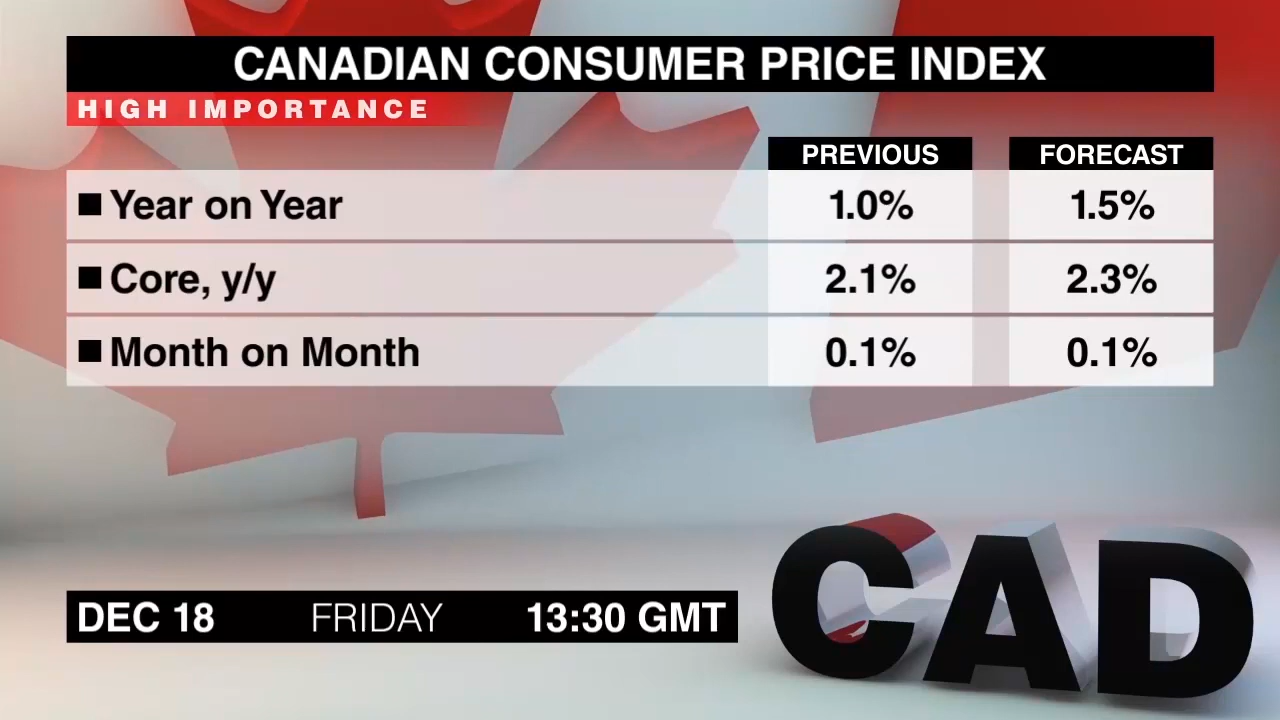 CANADIAN CONSUMER PRICE INDEX
HIGH IMPORTANCE
PREVIOUS FORECAST
Year on Year 1.0% 1.5%
Core, y/y 2.1% 2.3%
Month on Month 0.1% 0.1%
DEC 18 FRIDAY 13:30 GMT
CAD